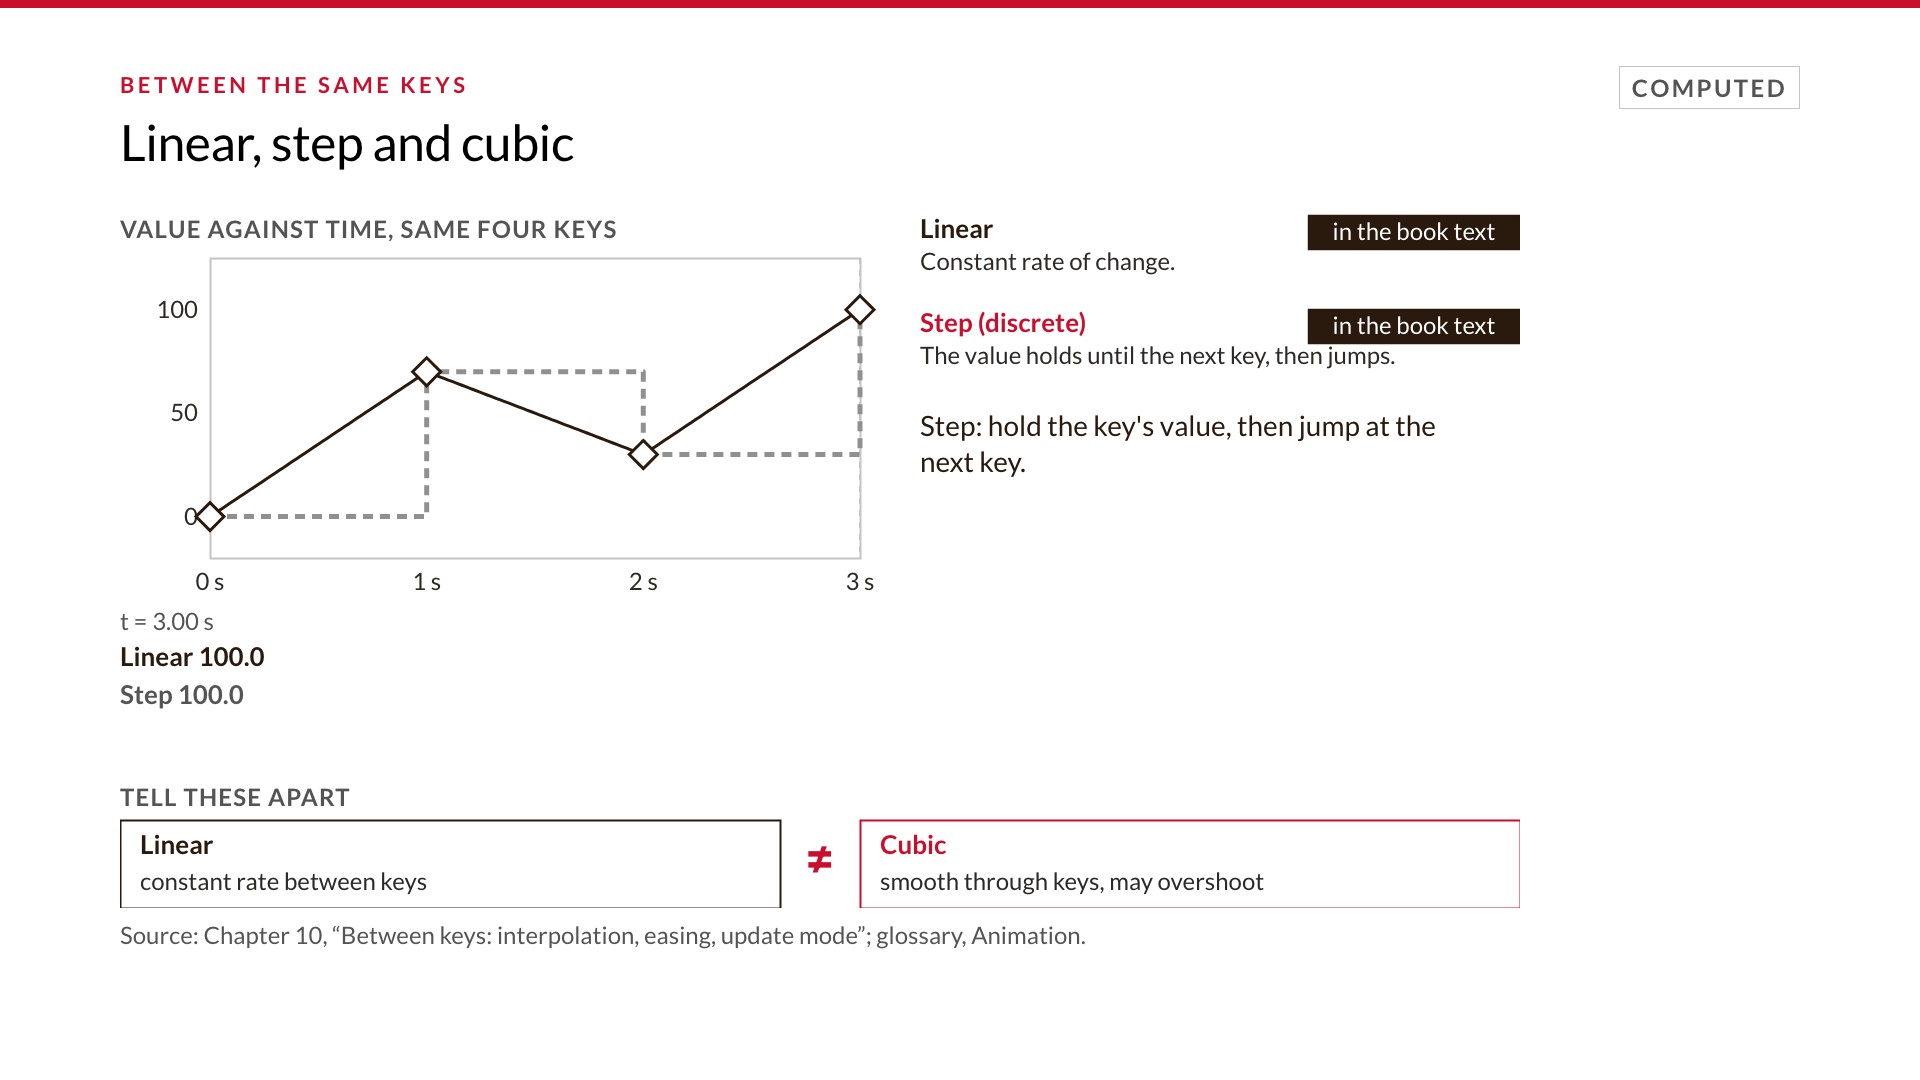 BETWEEN THE SAME KEYS
COMPUTED
Linear, step and cubic
VALUE AGAINST TIME, SAME FOUR KEYS
100
50
0
0 s
1 s
2 s
3 s
t = 3.00 s
Linear 100.0
Step 100.0
Linear
in the book text
Constant rate of change.
Step (discrete)
in the book text
The value holds until the next key, then jumps.
Step: hold the key's value, then jump at the
next key.
TELL THESE APART
Linear
constant rate between keys
≠
Cubic
smooth through keys, may overshoot
Source: Chapter 10, “Between keys: interpolation, easing, update mode”; glossary, Animation.